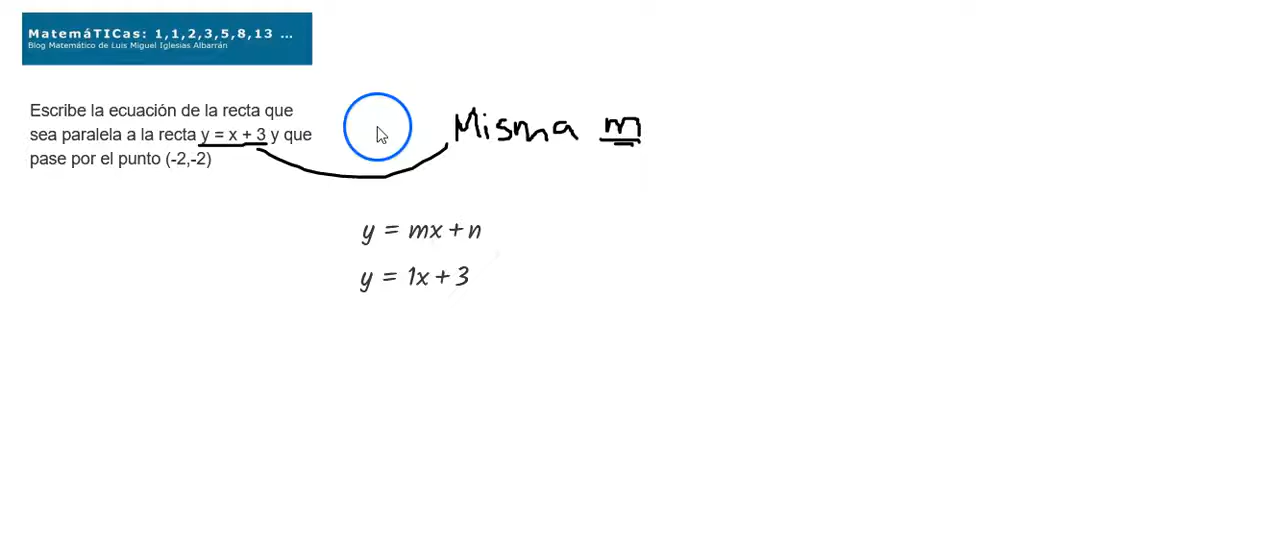 MatemáTICas: 1,1,2,3,5,8,13 ...
Blog Matemático de Luis Miguel Iglesias Albarrán
Escribe la ecuación de la recta que
sea paralela a la recta y = x + 3 y que
pase por el punto (-2,-2)
Misma m
y = mx + n
y = 1x + 3